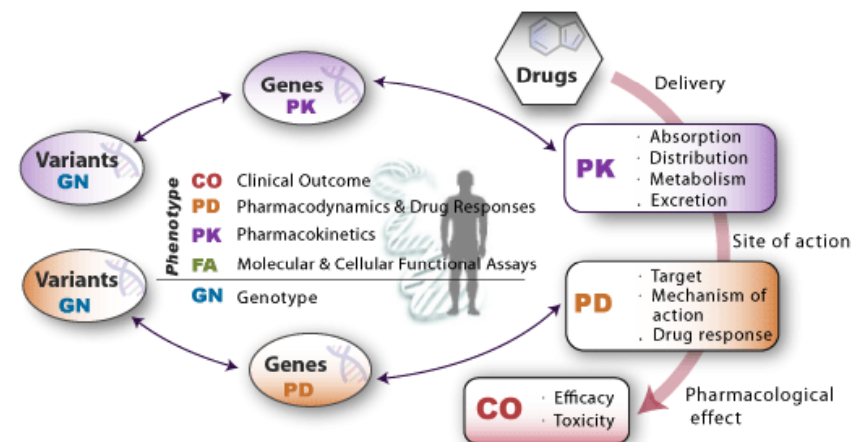 Drugs
Delivery
Genes
PK
Variants
GN
PK
· Absorption
· Distribution
· Metabolism
. Excretion
Phenotype
CO Clinical Outcome
PD Pharmacodynamics & Drug Responses
PK Pharmacokinetics
FA Molecular & Cellular Functional Assays
GN Genotype
Site of action
Variants
GN
PD
· Target
· Mechanism of
action
. Drug response
Genes
PD
CO
· Efficacy
· Toxicity
Pharmacological
effect